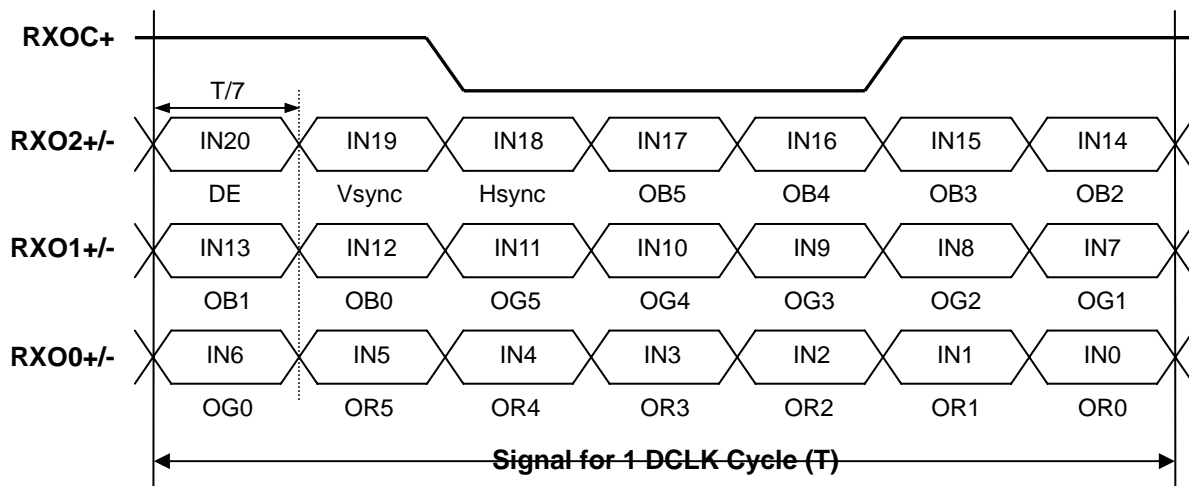 RXOC+
T/7
RXO2+/- IN20 IN19 IN18 IN17 IN16 IN15 IN14
DE Vsync Hsync OB5 OB4 OB3 OB2
RXO1+/- IN13 IN12 IN11 IN10 IN9 IN8 IN7
OB1 OB0 OG5 OG4 OG3 OG2 OG1
RXO0+/- IN6 IN5 IN4 IN3 IN2 IN1 IN0
OG0 OR5 OR4 OR3 OR2 OR1 OR0
Signal for 1 DCLK Cycle (T)